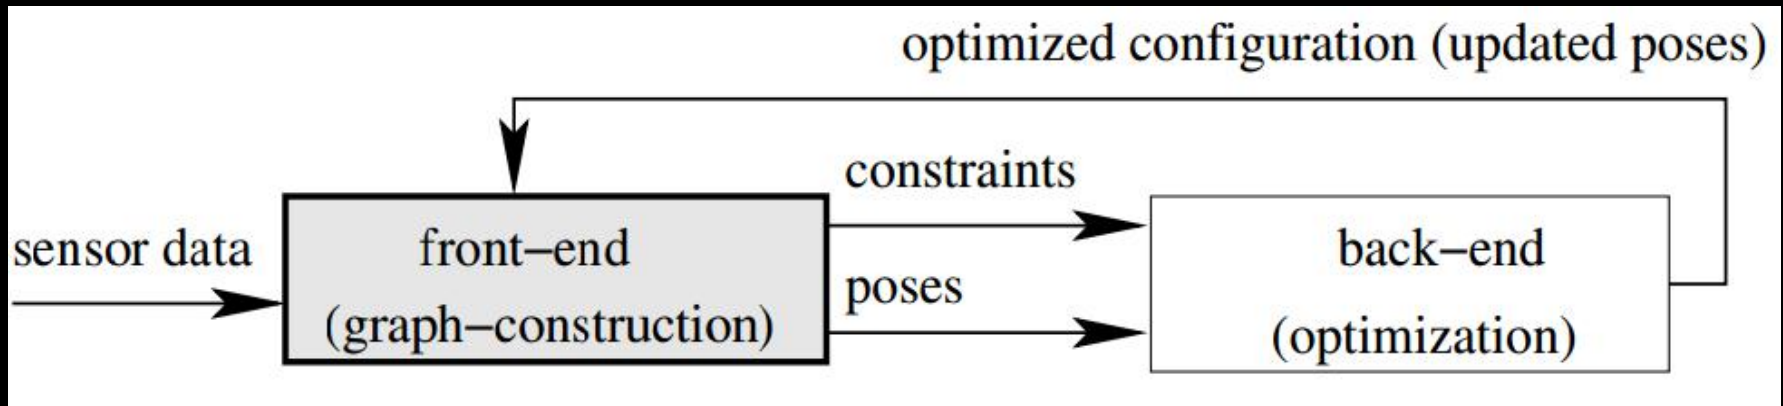 optimized configuration (updated poses)
constraints
sensor data
front–end
(graph–construction)
poses
back–end
(optimization)